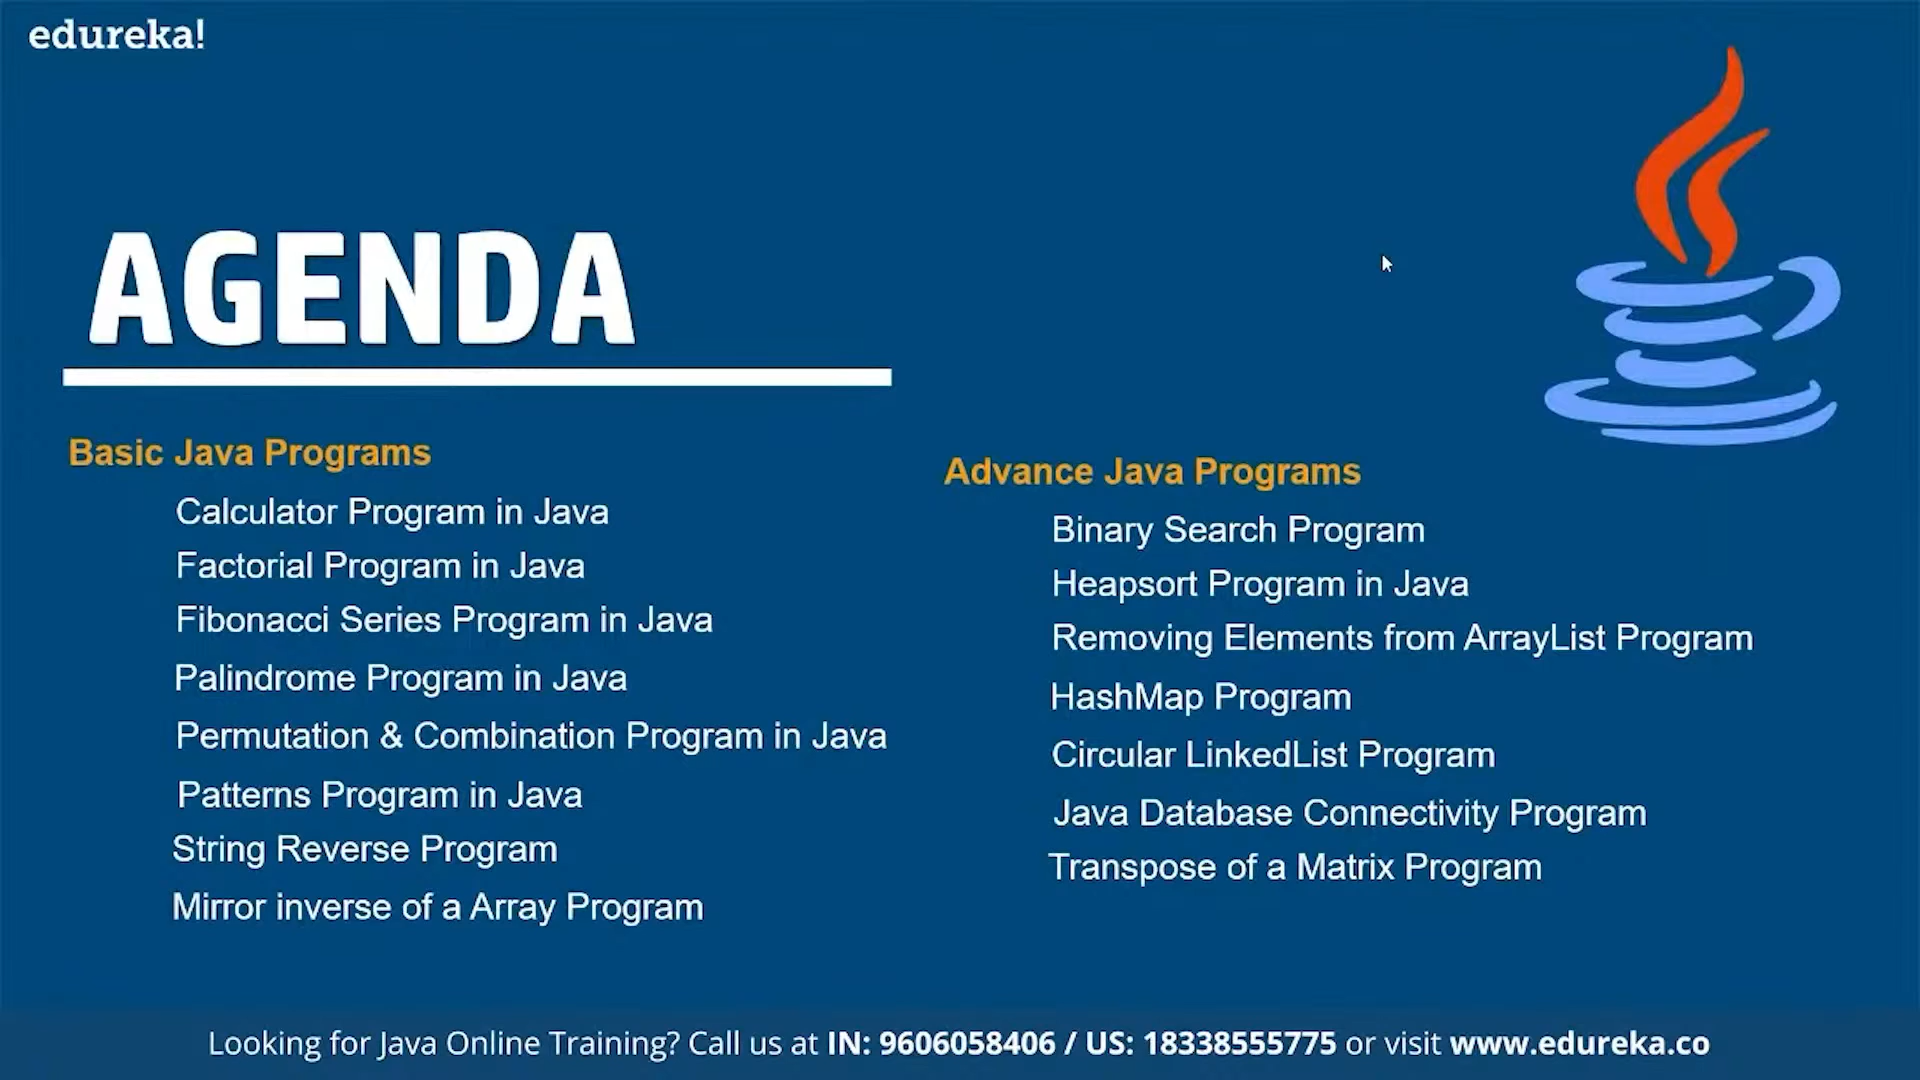 edureka!
AGENDA
Basic Java Programs
Calculator Program in Java
Factorial Program in Java
Fibonacci Series Program in Java
Palindrome Program in Java
Permutation & Combination Program in Java
Patterns Program in Java
String Reverse Program
Mirror inverse of a Array Program
Advance Java Programs
Binary Search Program
Heapsort Program in Java
Removing Elements from ArrayList Program
HashMap Program
Circular LinkedList Program
Java Database Connectivity Program
Transpose of a Matrix Program
Looking for Java Online Training? Call us at IN: 9606058406 / US: 18338555775 or visit www.edureka.co